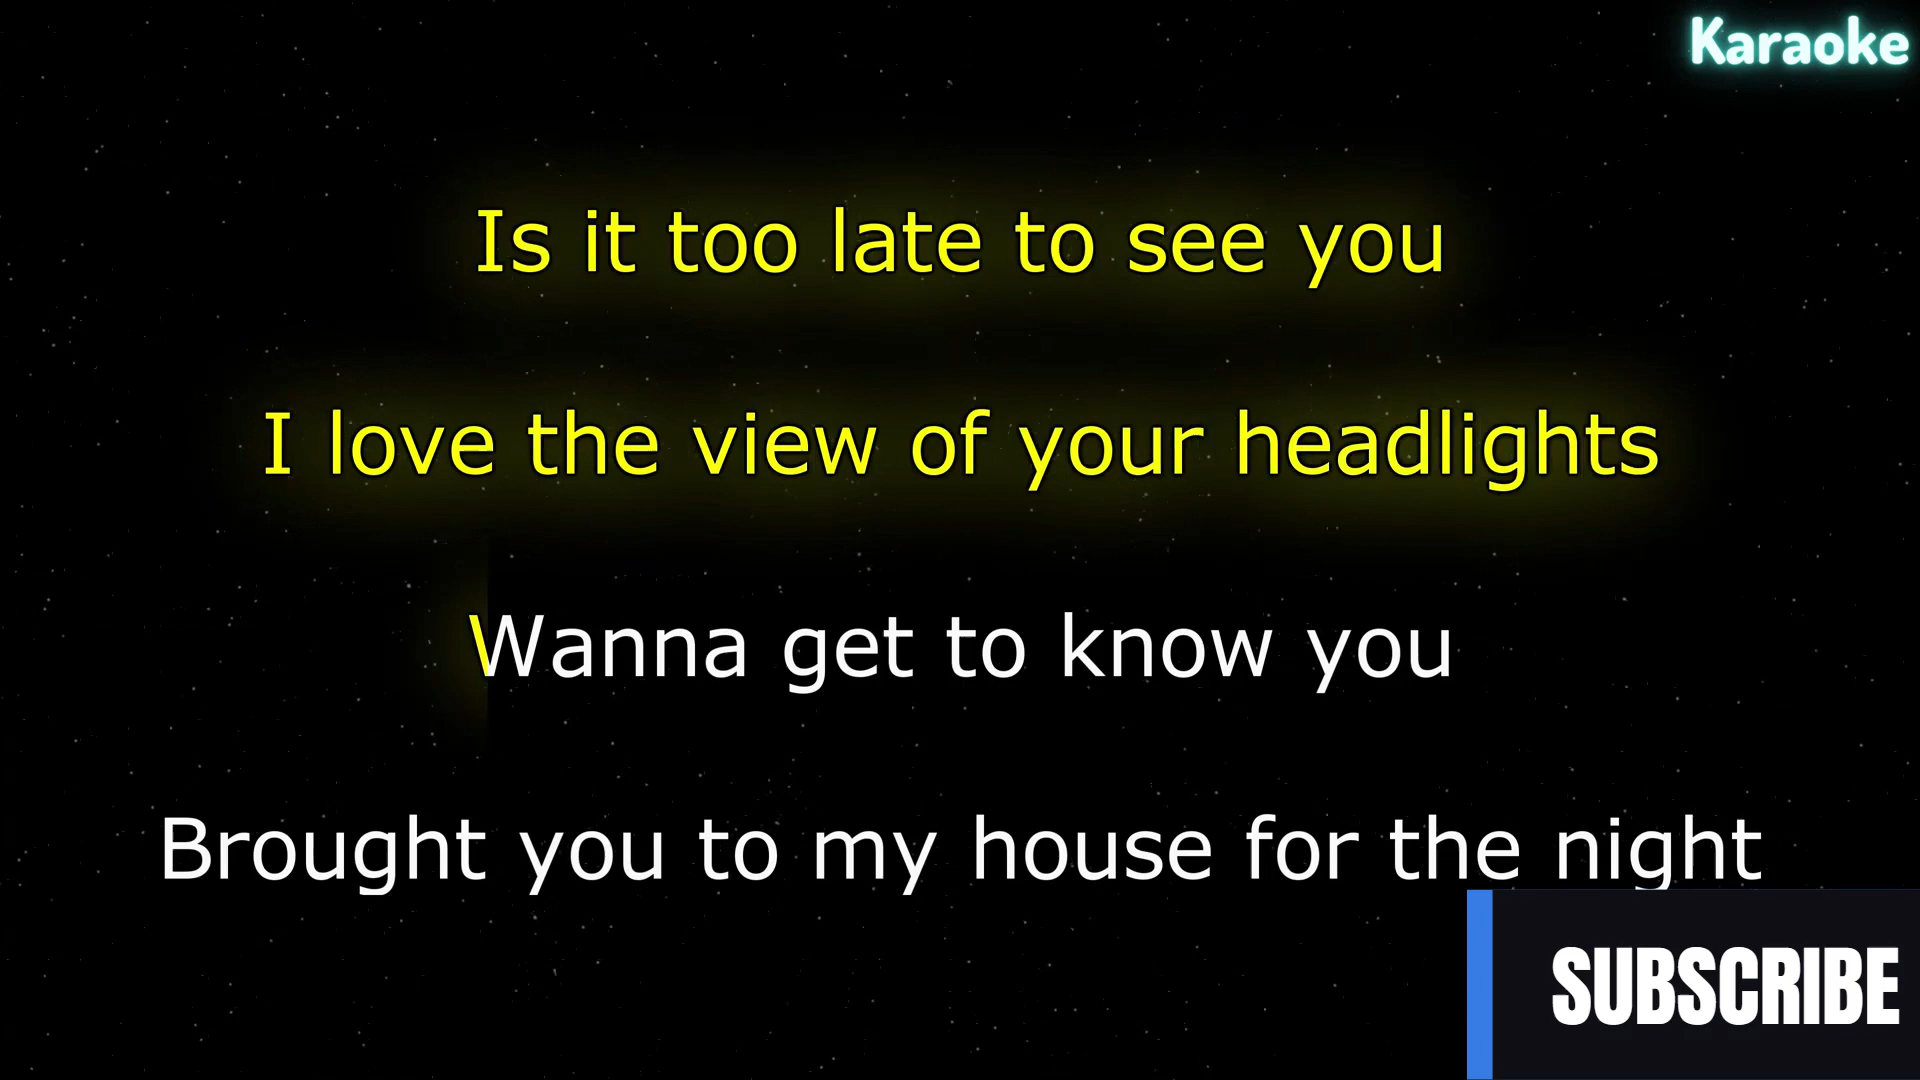 Karaoke
Is it too late to see you
I love the view of your headlights
Wanna get to know you
Brought you to my house for the night
SUBSCRIBE